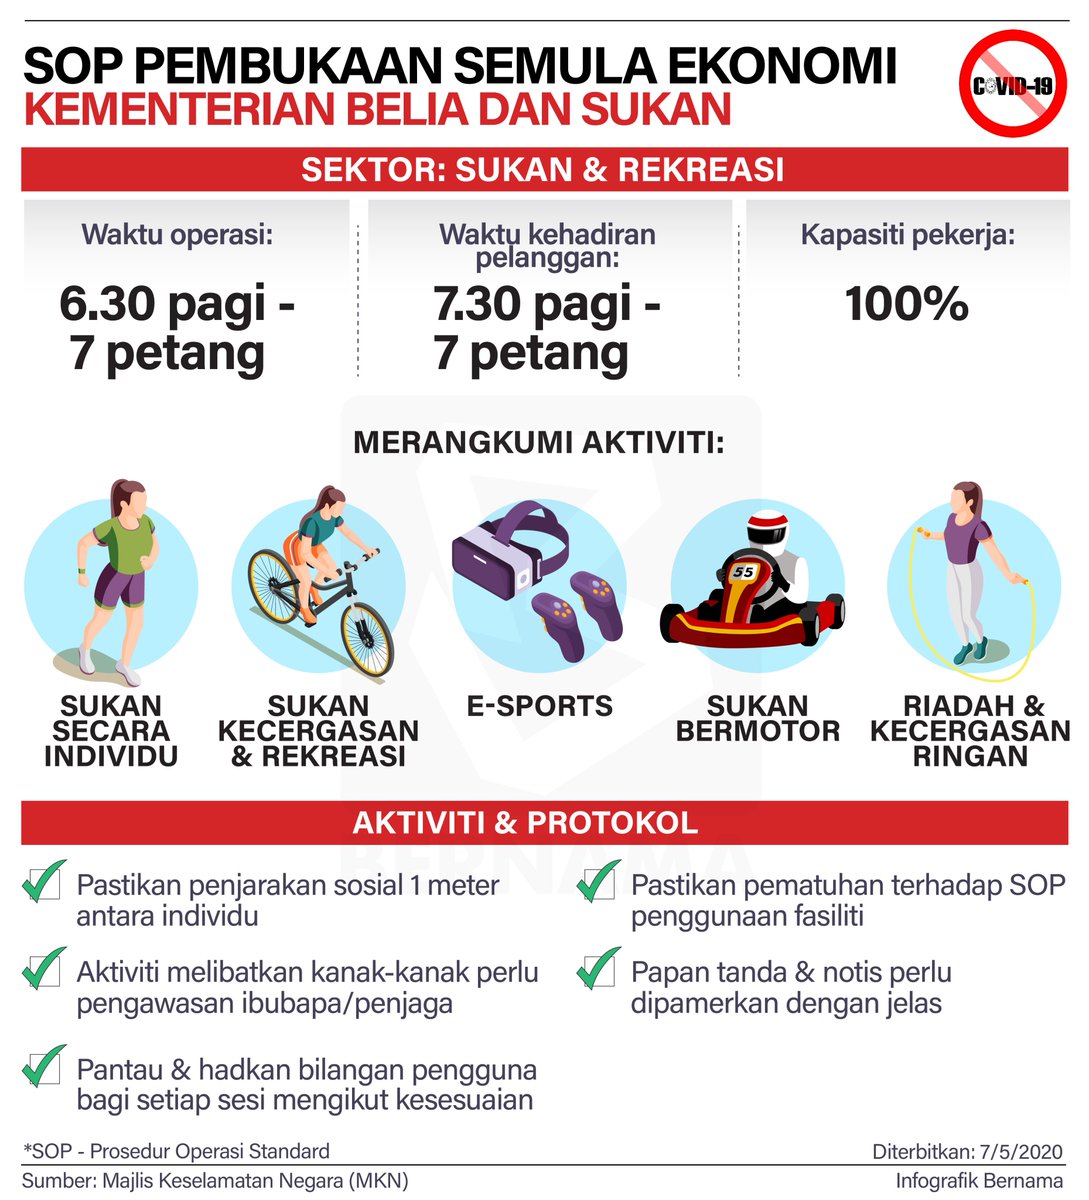 SOP PEMBUKAAN SEMULA EKONOMI
KEMENTERIAN BELIA DAN SUKAN
COVID-19
SEKTOR: SUKAN & REKREASI
Waktu operasi:
6.30 pagi -
7 petang
Waktu kehadiran
pelanggan:
7.30 pagi -
7 petang
Kapasiti pekerja:
100%
MERANGKUMI AKTIVITI:
55
SUKAN
SECARA
INDIVIDU
SUKAN
KECERGASAN
& REKREASI
E-SPORTS
SUKAN
BERMOTOR
RIADAH &
KECERGASAN
RINGAN
AKTIVITI & PROTOKOL
BERNAMA
Pastikan penjarakan sosial 1 meter
antara individu
Aktiviti melibatkan kanak-kanak perlu
pengawasan ibubapa/penjaga
Pantau & hadkan bilangan pengguna
bagi setiap sesi mengikut kesesuaian
Pastikan pematuhan terhadap SOP
penggunaan fasiliti
Papan tanda & notis perlu
dipamerkan dengan jelas
*SOP - Prosedur Operasi Standard
Diterbitkan: 7/5/2020
Sumber: Majlis Keselamatan Negara (MKN)
Infografik Bernama